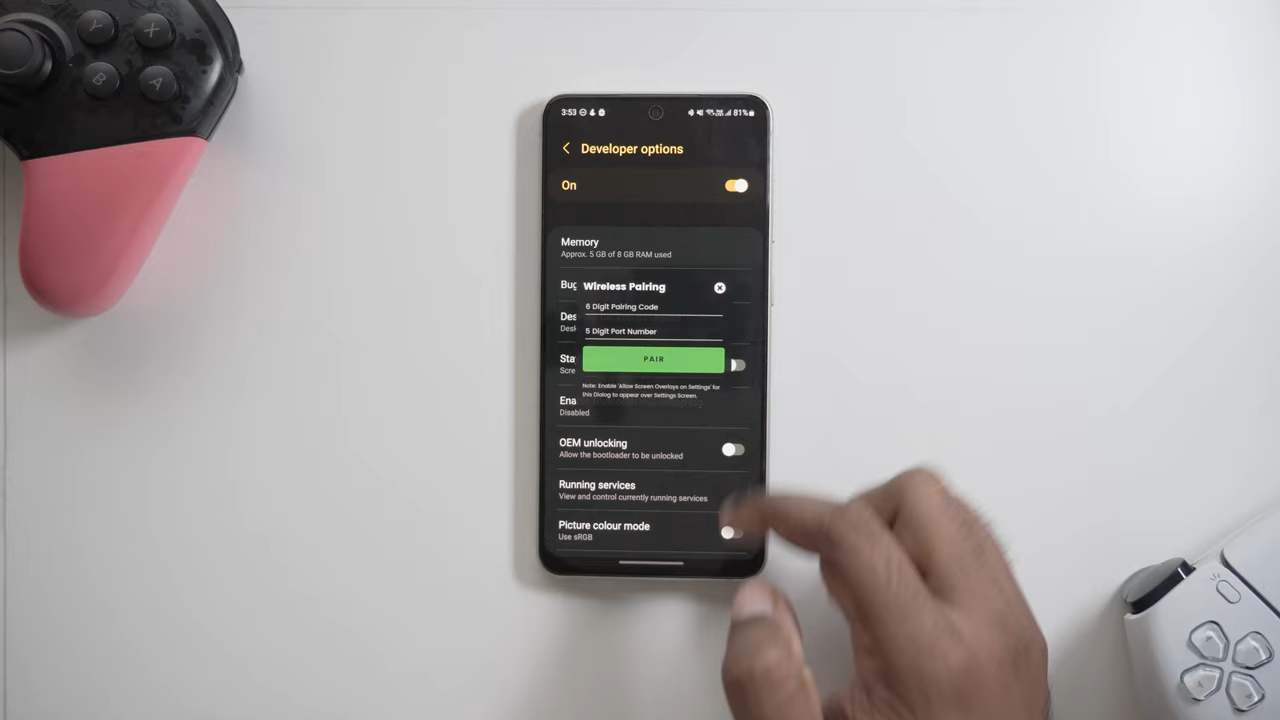 Y
X
B
A
3:53
81%
Developer options
On
Memory
Approx. 5 GB of 8 GB RAM used
Bug
Wireless Pairing
6 Digit Pairing Code
Des
Desk
5 Digit Port Number
Sta
Scre
PAIR
Note: Enable 'Allow Screen Overlays on Settings' for
this Dialog to appear over Settings Screen.
Ena
Disabled
OEM unlocking
Allow the bootloader to be unlocked
Running services
View and control currently running services
Picture colour mode
Use sRGB